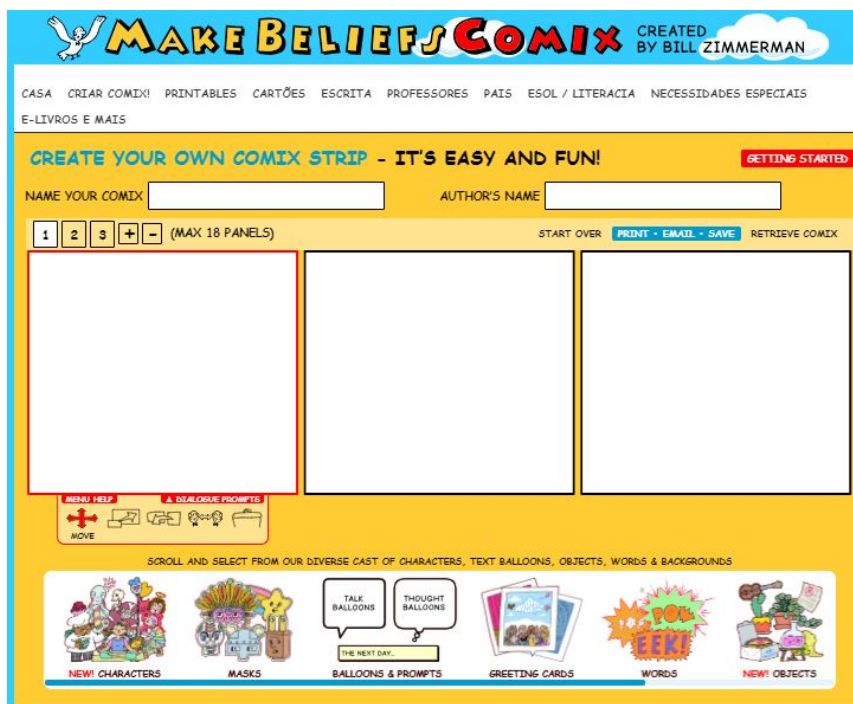 MAKE BELIEFS COMIX
CREATED
BY BILL ZIMMERMAN
CASA CRIAR COMIX! PRINTABLES CARTÕES ESCRITA PROFESSORES PAIS ESOL / LITERACIA NECESSIDADES ESPECIAIS
E-LIVROS E MAIS
CREATE YOUR OWN COMIX STRIP - IT'S EASY AND FUN!
GETTING STARTED
NAME YOUR COMIX
AUTHOR'S NAME
1 2 3 + - (MAX 18 PANELS)
START OVER PRINT · EMAIL · SAVE RETRIEVE COMIX
MENU HELP ▲ DIALOGUE PROMPTS
MOVE
SCROLL AND SELECT FROM OUR DIVERSE CAST OF CHARACTERS, TEXT BALLOONS, OBJECTS, WORDS & BACKGROUNDS
TALK
BALLOONS
THOUGHT
BALLOONS
THE NEXT DAY...
POW
EEK!
NEW! CHARACTERS
MASKS
BALLOONS & PROMPTS
GREETING CARDS
WORDS
NEW! OBJECTS